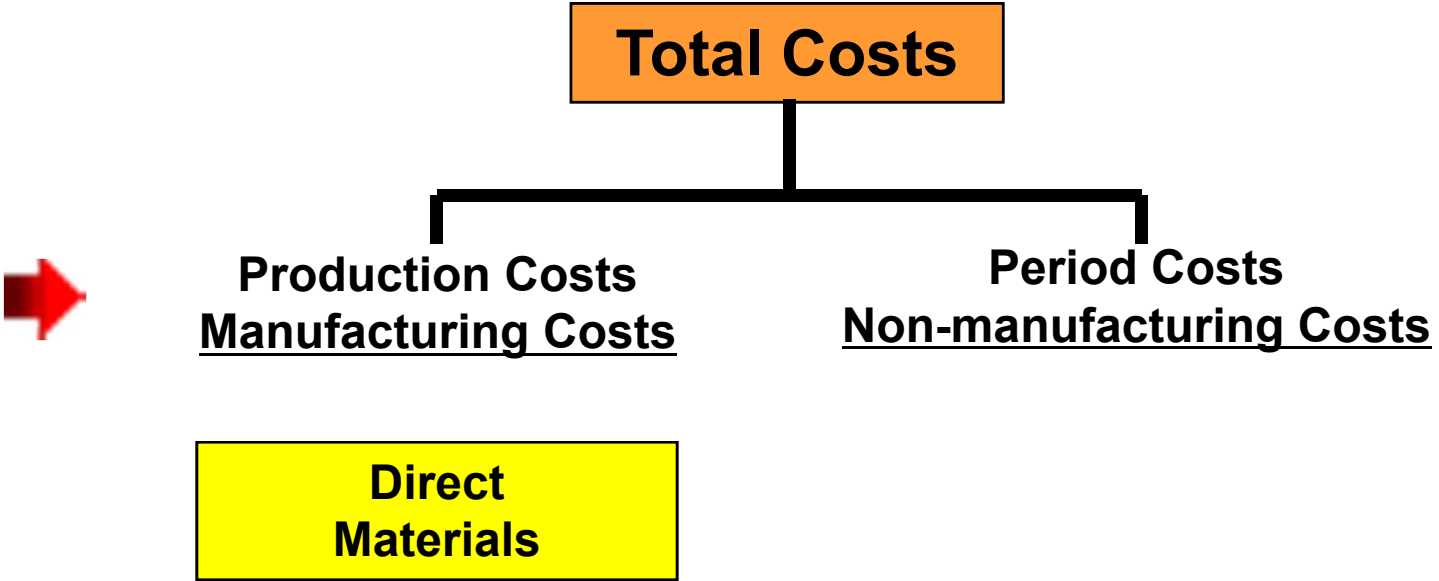 Total Costs
Production Costs
Manufacturing Costs
Period Costs
Non-manufacturing Costs
Direct
Materials